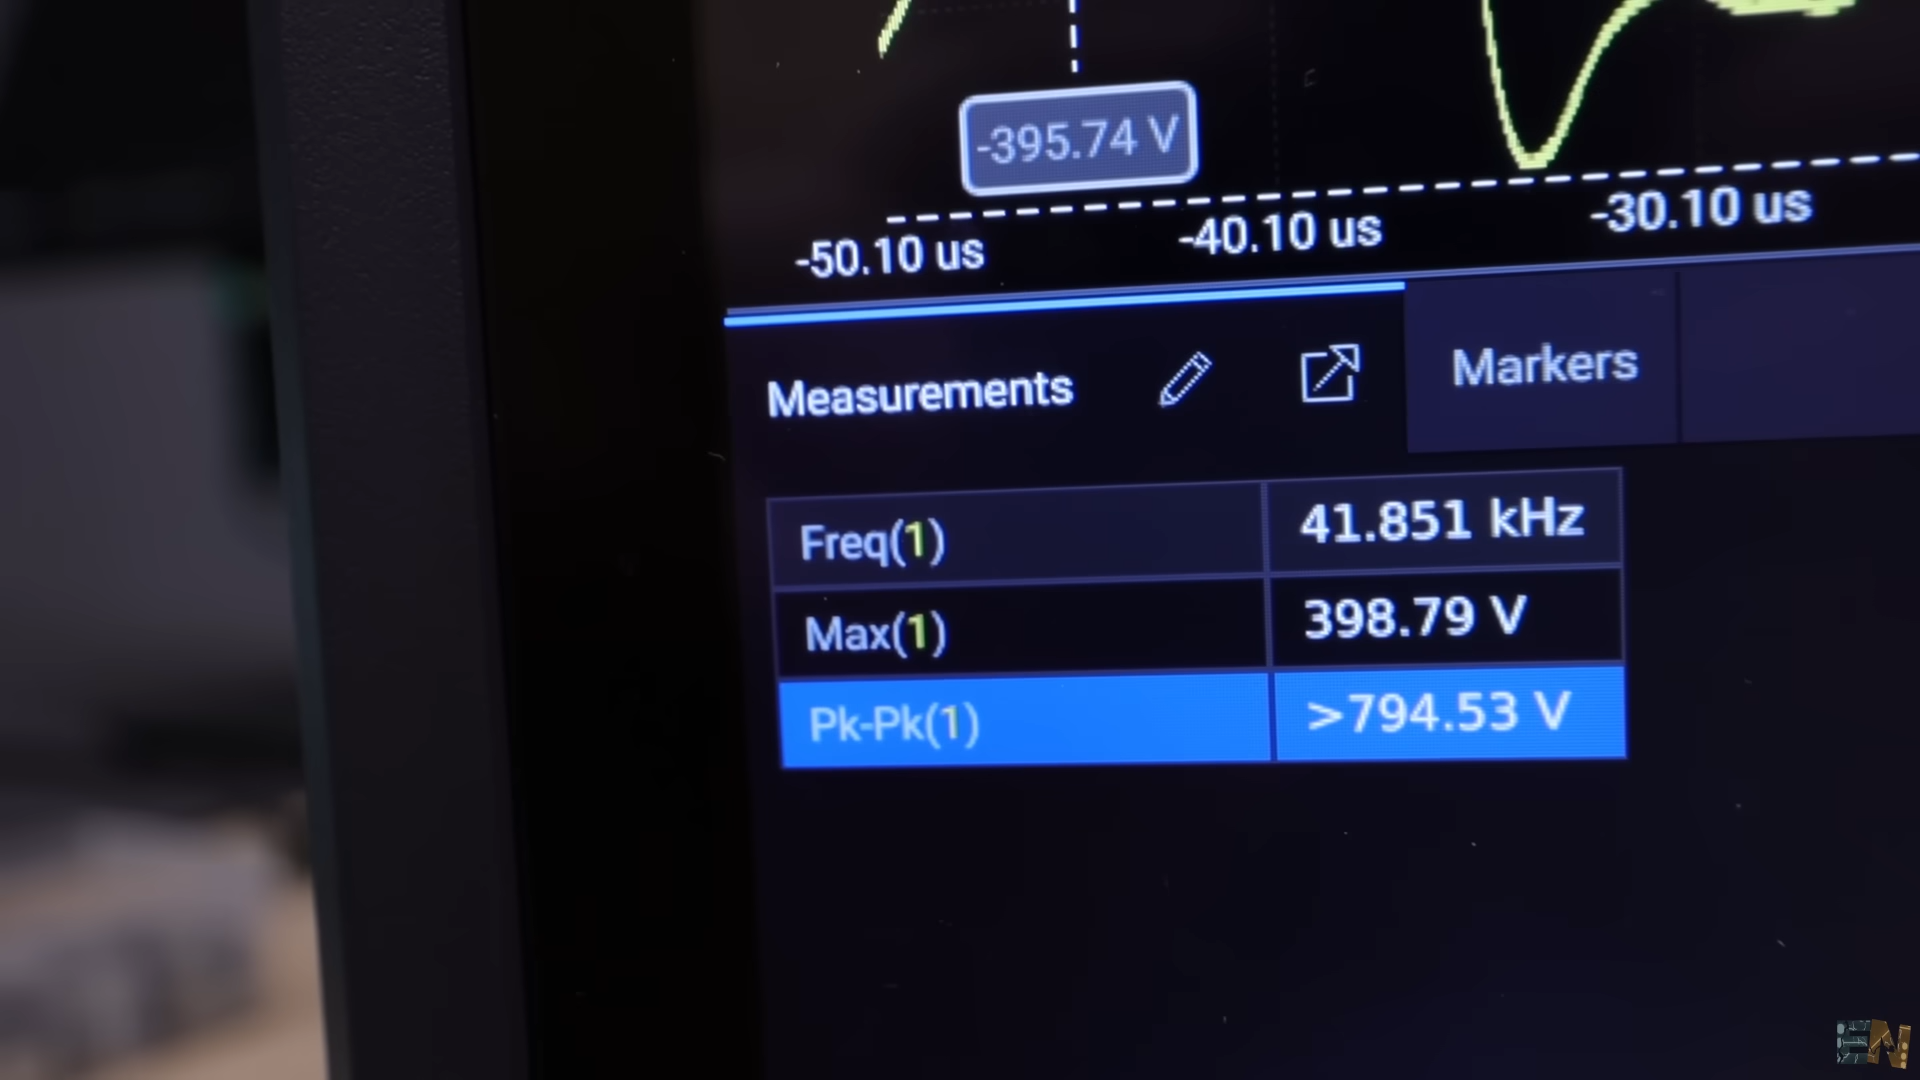 -395.74 V
-50.10 us -40.10 us -30.10 us
Measurements Markers
Freq(1) 41.851 kHz
Max(1) 398.79 V
Pk-Pk(1) >794.53 V
EN